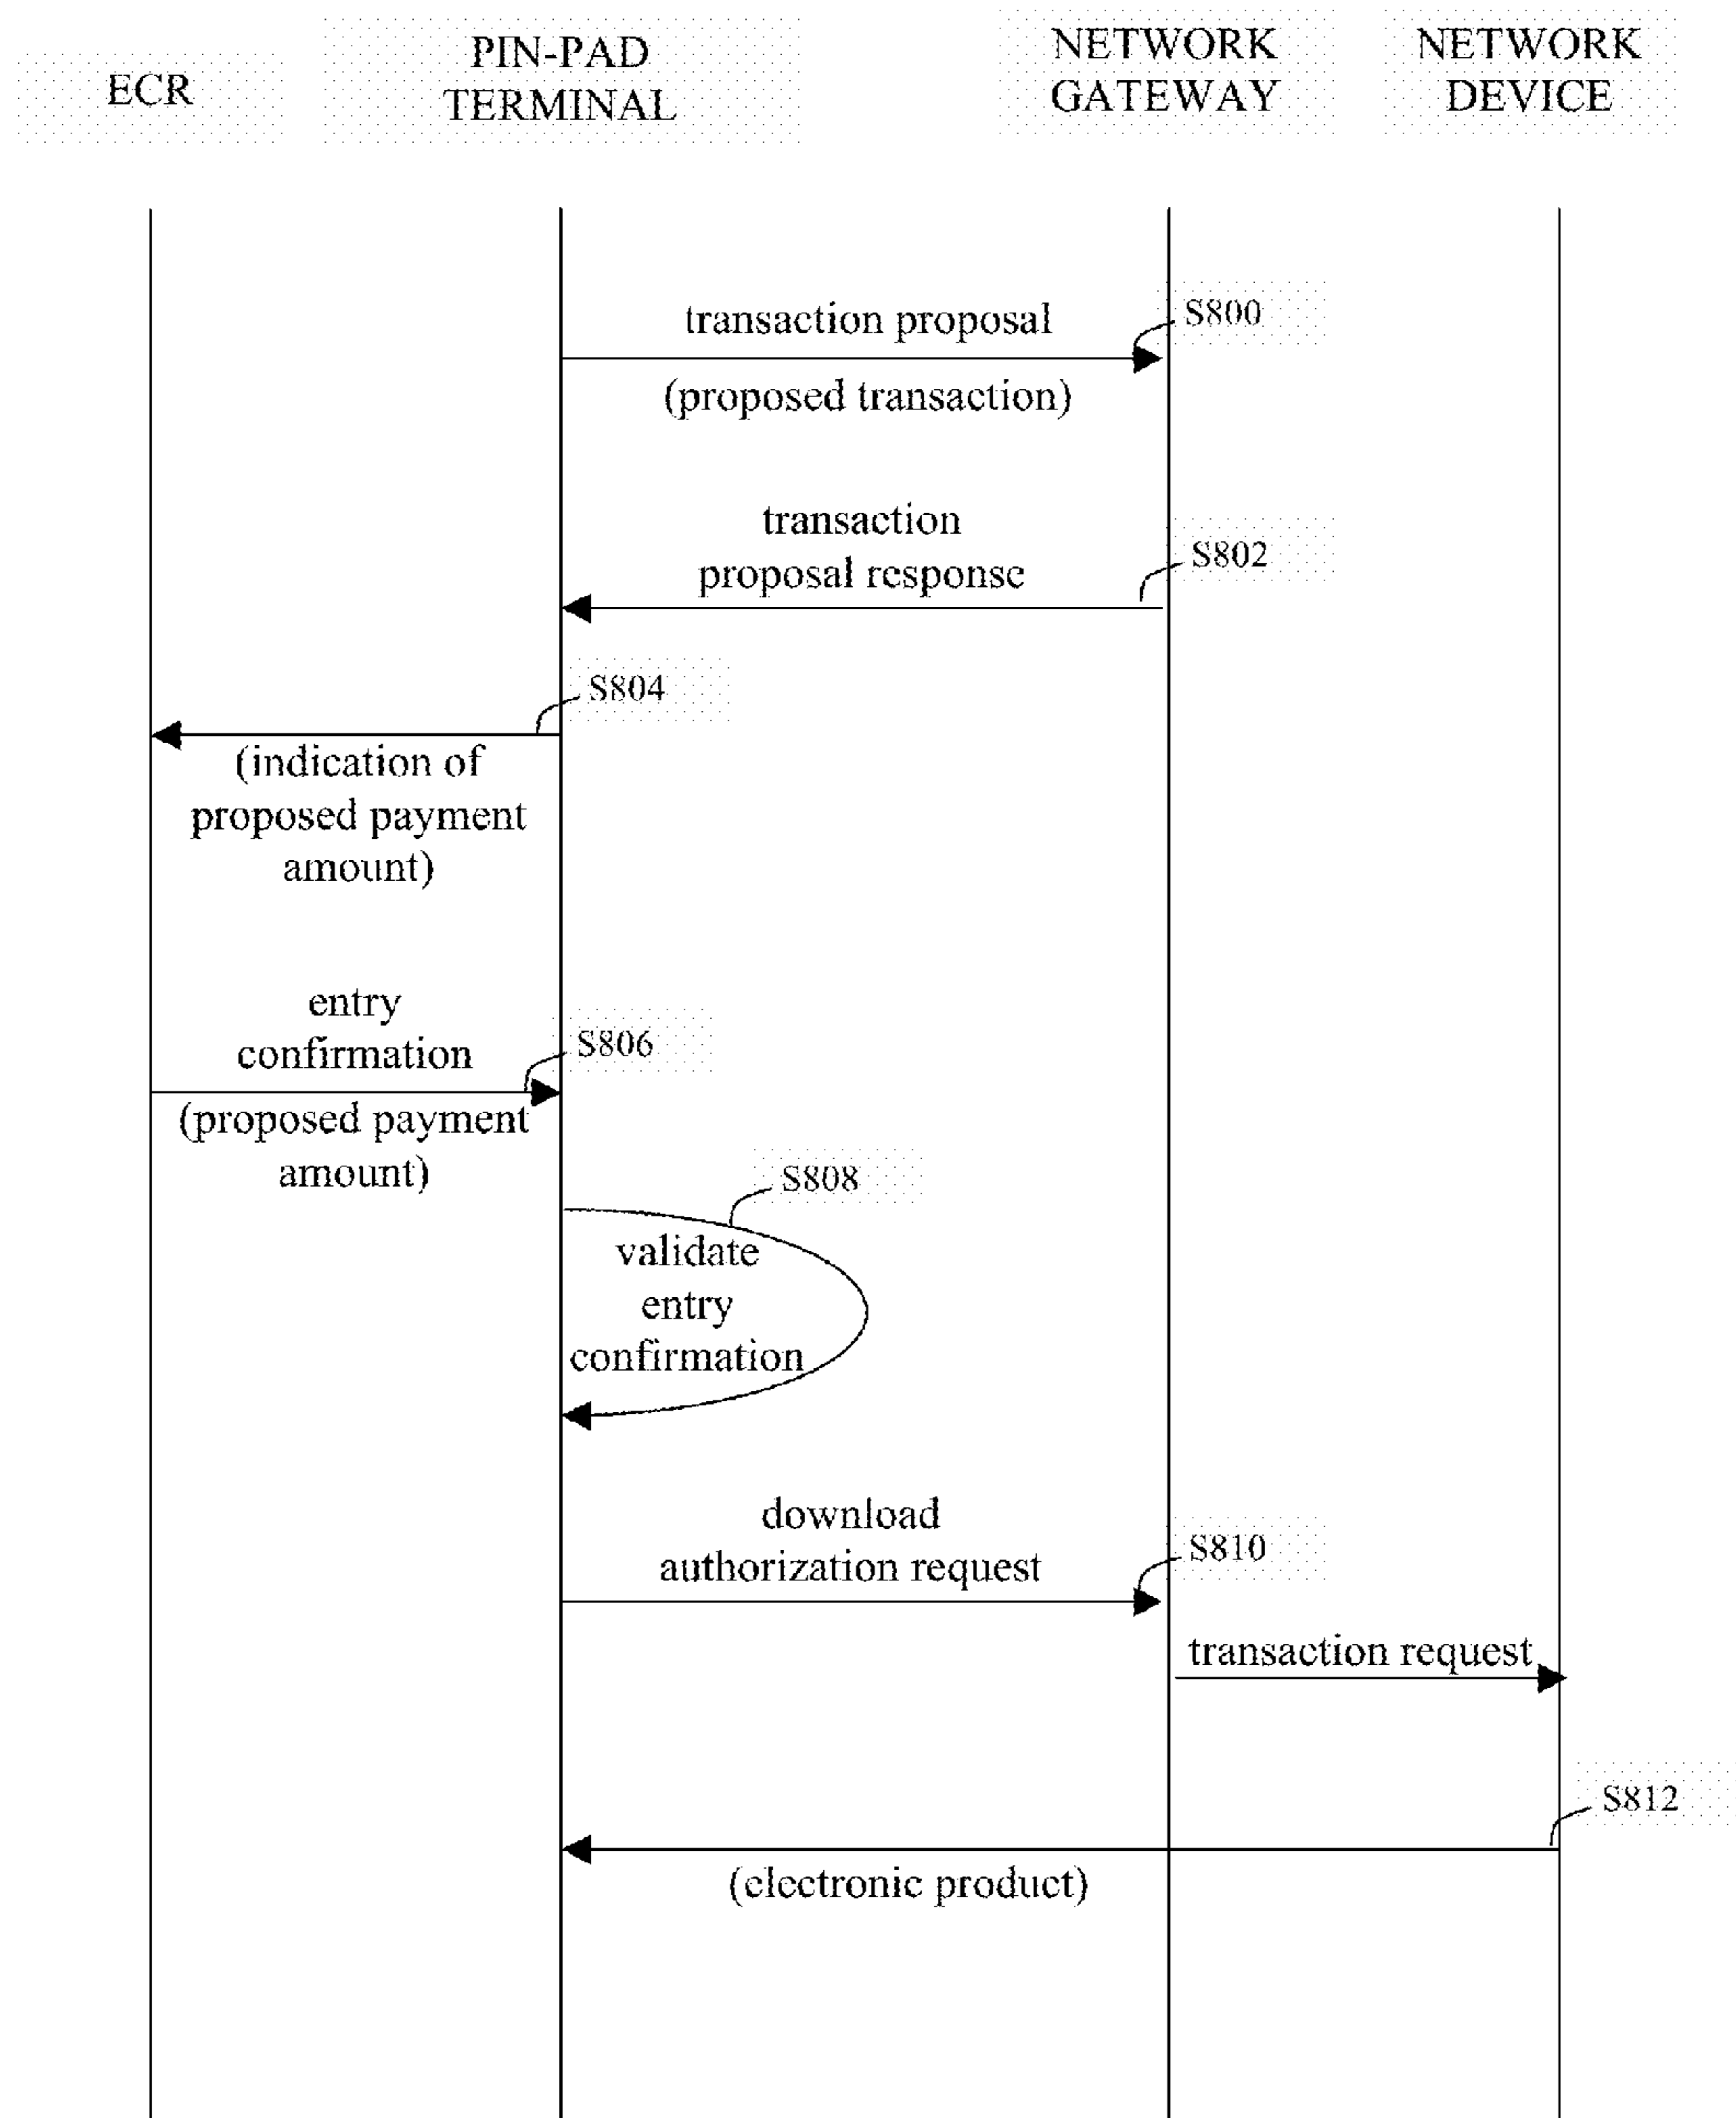 ECR
PIN-PAD
TERMINAL
NETWORK
GATEWAY
NETWORK
DEVICE
transaction proposal
S800
(proposed transaction)
transaction
proposal response
S802
S804
(indication of
proposed payment
amount)
entry
confirmation
S806
(proposed payment
amount)
S808
validate
entry
confirmation
download
authorization request
S810
transaction request
S812
(electronic product)